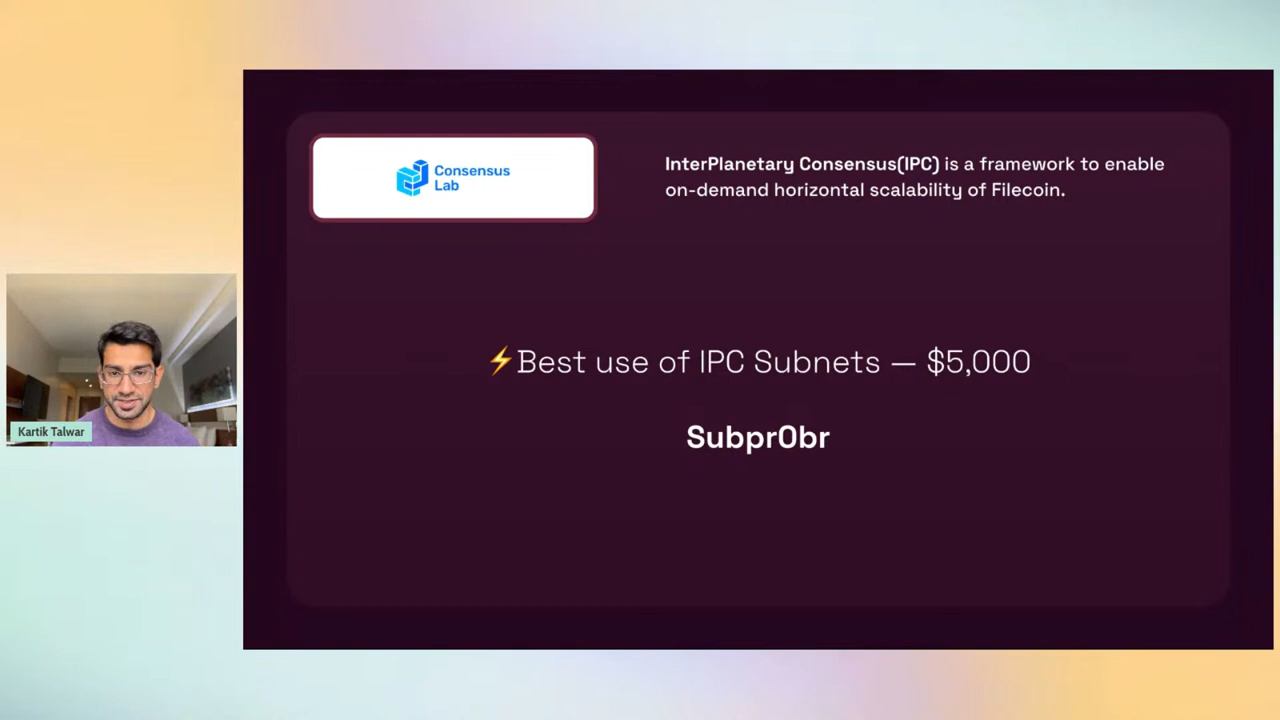 Consensus
Lab
InterPlanetary Consensus(IPC) is a framework to enable
on-demand horizontal scalability of Filecoin.
⚡Best use of IPC Subnets — $5,000
Subpr0br
Kartik Talwar